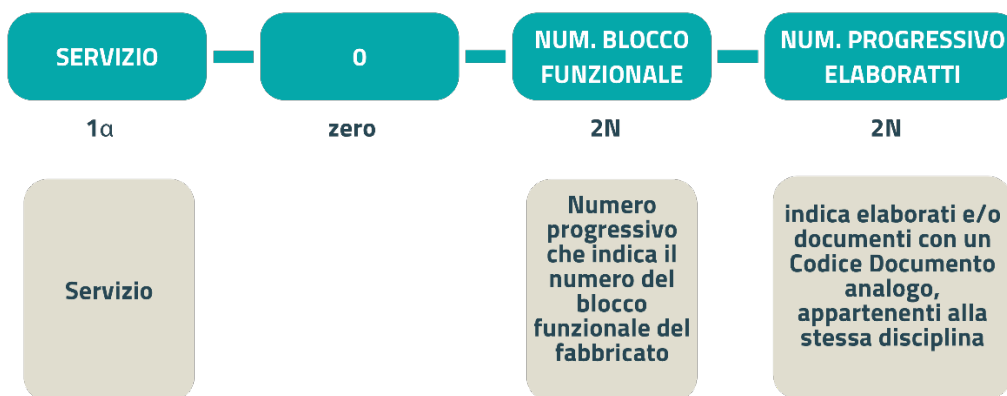 SERVIZIO
0
NUM. BLOCCO
FUNZIONALE
NUM. PROGRESSIVO
ELABORATTI
1α
zero
2N
2N
Servizio
Numero
progressivo
che indica il
numero del
blocco
funzionale del
fabbricato
indica elaborati e/o
documenti con un
Codice Documento
analogo,
appartenenti alla
stessa disciplina